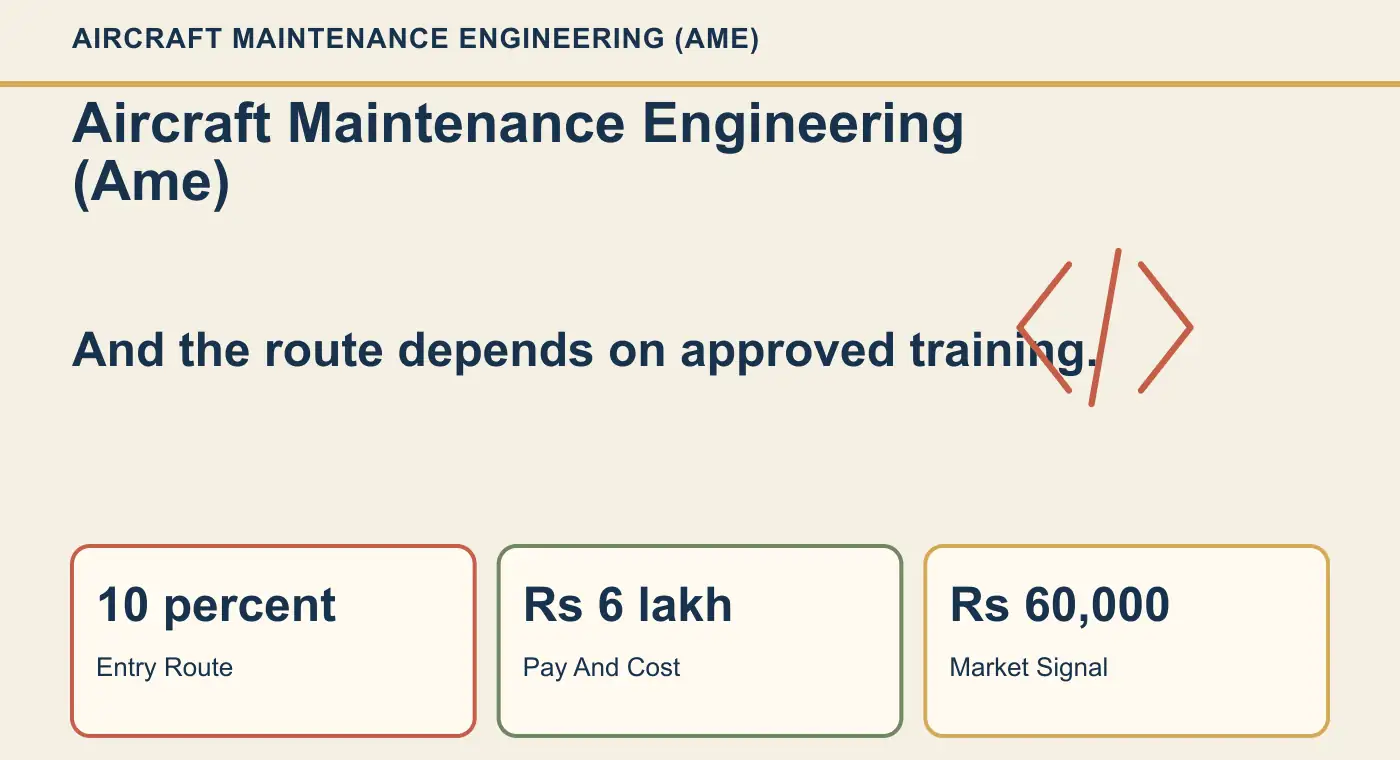 AIRCRAFT MAINTENANCE ENGINEERING (AME)
Aircraft Maintenance Engineering
(Ame)
And the route depends on approved training.
10 percent
Entry Route
Rs 6 lakh
Pay And Cost
Rs 60,000
Market Signal